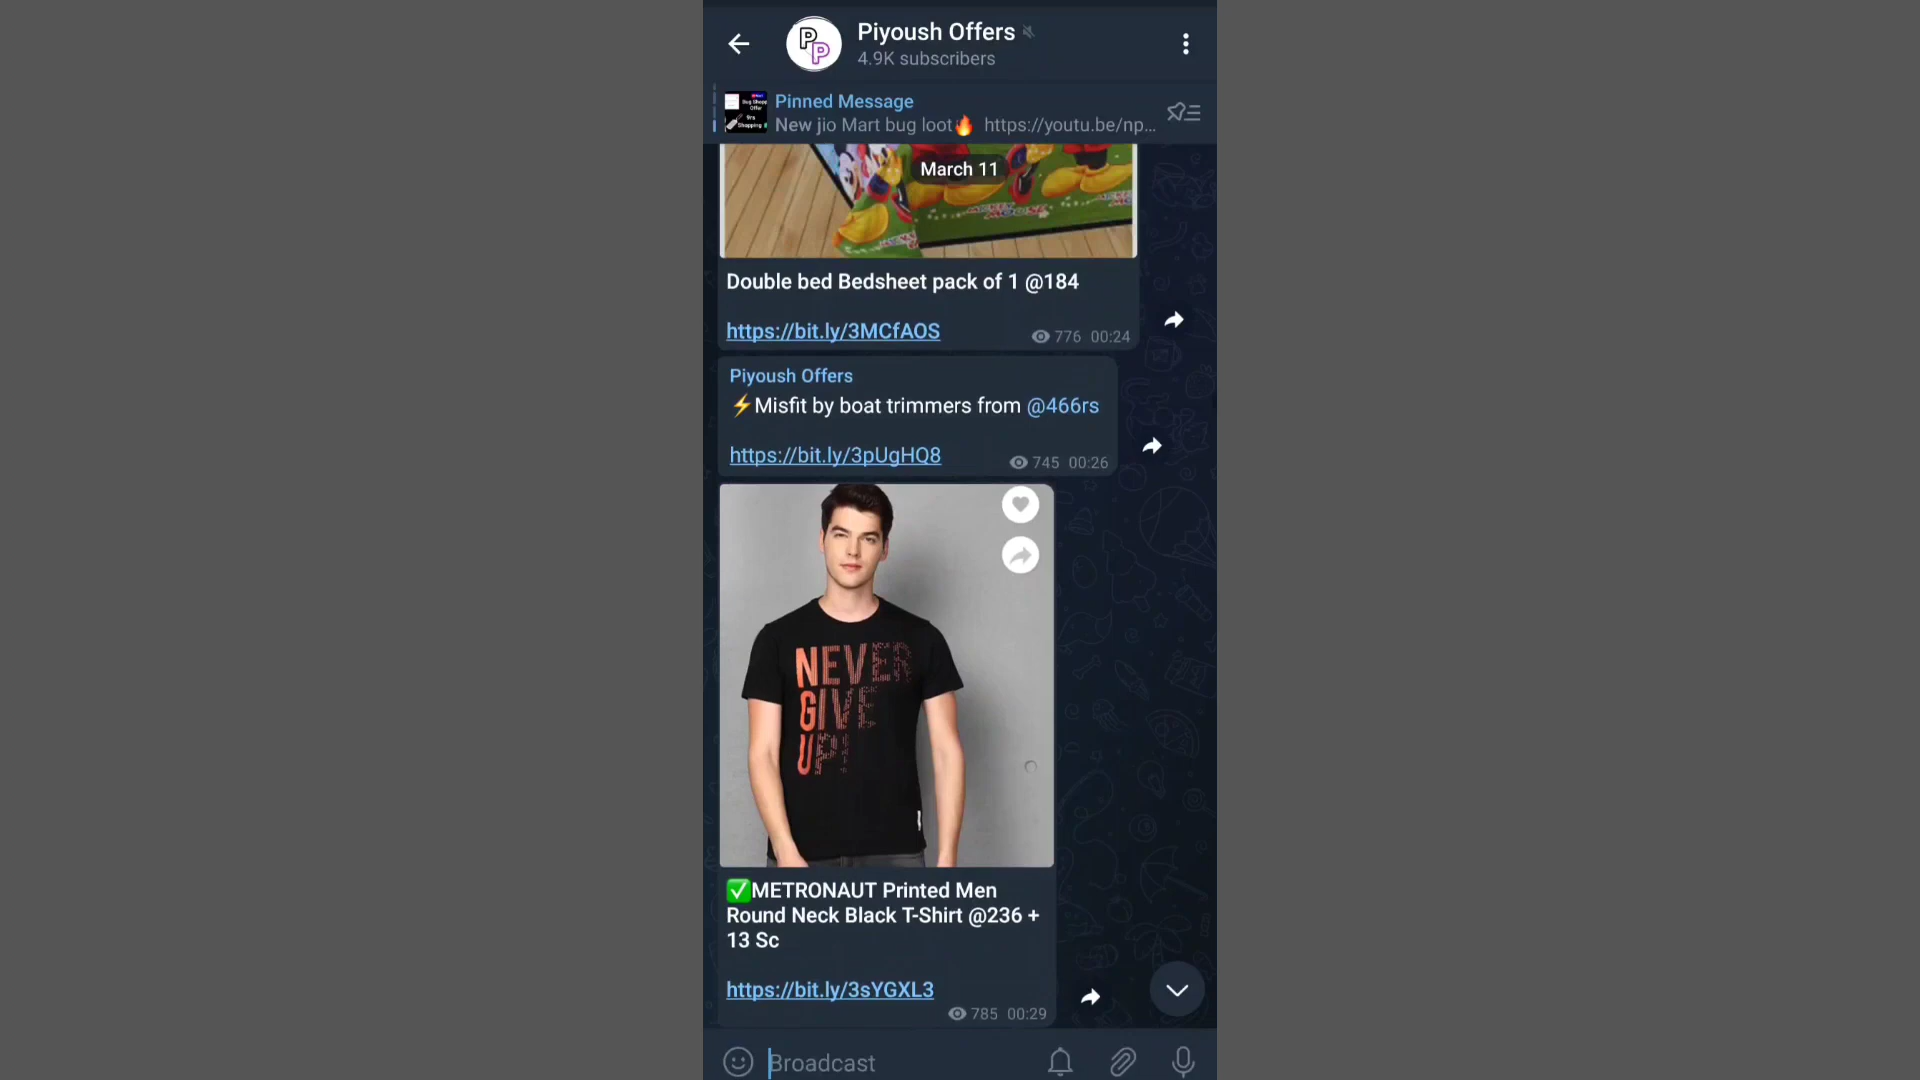 Piyoush Offers
4.9K subscribers
Pinned Message
New jio Mart bug loot🔥 https://youtu.be/np...
March 11
MICKEY MOUSE
Double bed Bedsheet pack of 1 @184
https://bit.ly/3MCfAOS
776 00:24
Piyoush Offers
⚡Misfit by boat trimmers from @466rs
https://bit.ly/3pUgHQ8
745 00:26
NEVER
GIVE
UP!
✅METRONAUT Printed Men
Round Neck Black T-Shirt @236 +
13 Sc
https://bit.ly/3sYGXL3
785 00:29
Broadcast